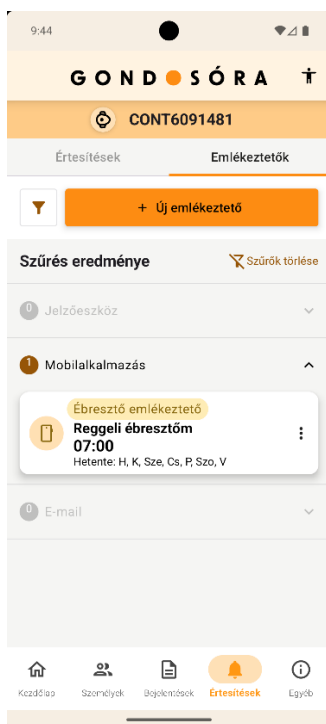 9:44
GONDOSÓRA
CONT6091481
Értesítések
Emlékeztetők
+ Új emlékeztető
Szűrés eredménye
Szűrők törlése
0 Jelzőeszköz
1 Mobilalkalmazás
Ébresztő emlékeztető
Reggeli ébresztőm
07:00
Hetente: H, K, Sze, Cs, P, Szo, V
0 E-mail
Kezdőlap
Személyek
Bejelentések
Értesítések
Egyéb